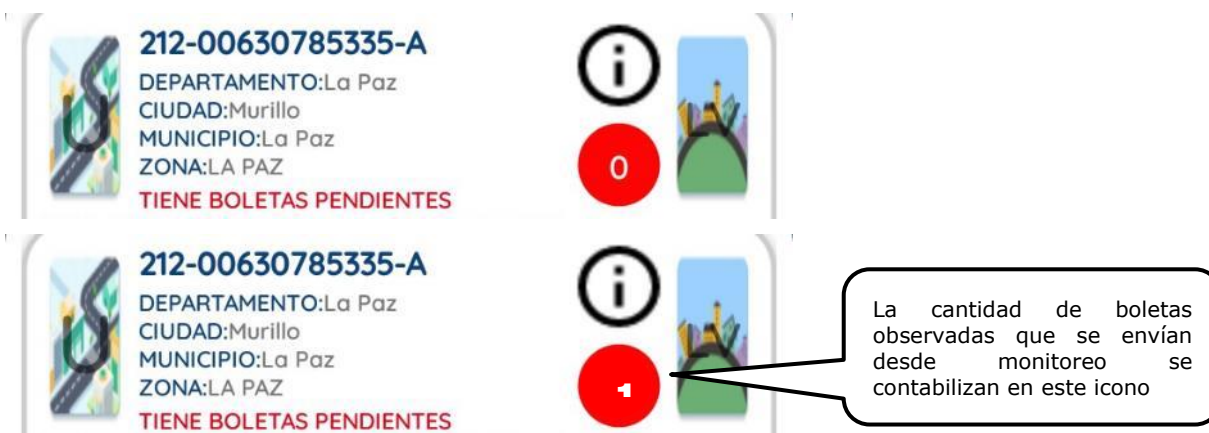 212-00630785335-A
DEPARTAMENTO:La Paz
CIUDAD:Murillo
MUNICIPIO:La Paz
ZONA:LA PAZ
TIENE BOLETAS PENDIENTES
U
i
0
212-00630785335-A
DEPARTAMENTO:La Paz
CIUDAD:Murillo
MUNICIPIO:La Paz
ZONA:LA PAZ
TIENE BOLETAS PENDIENTES
U
i
1
La cantidad de boletas
observadas que se envían
desde monitoreo se
contabilizan en este icono